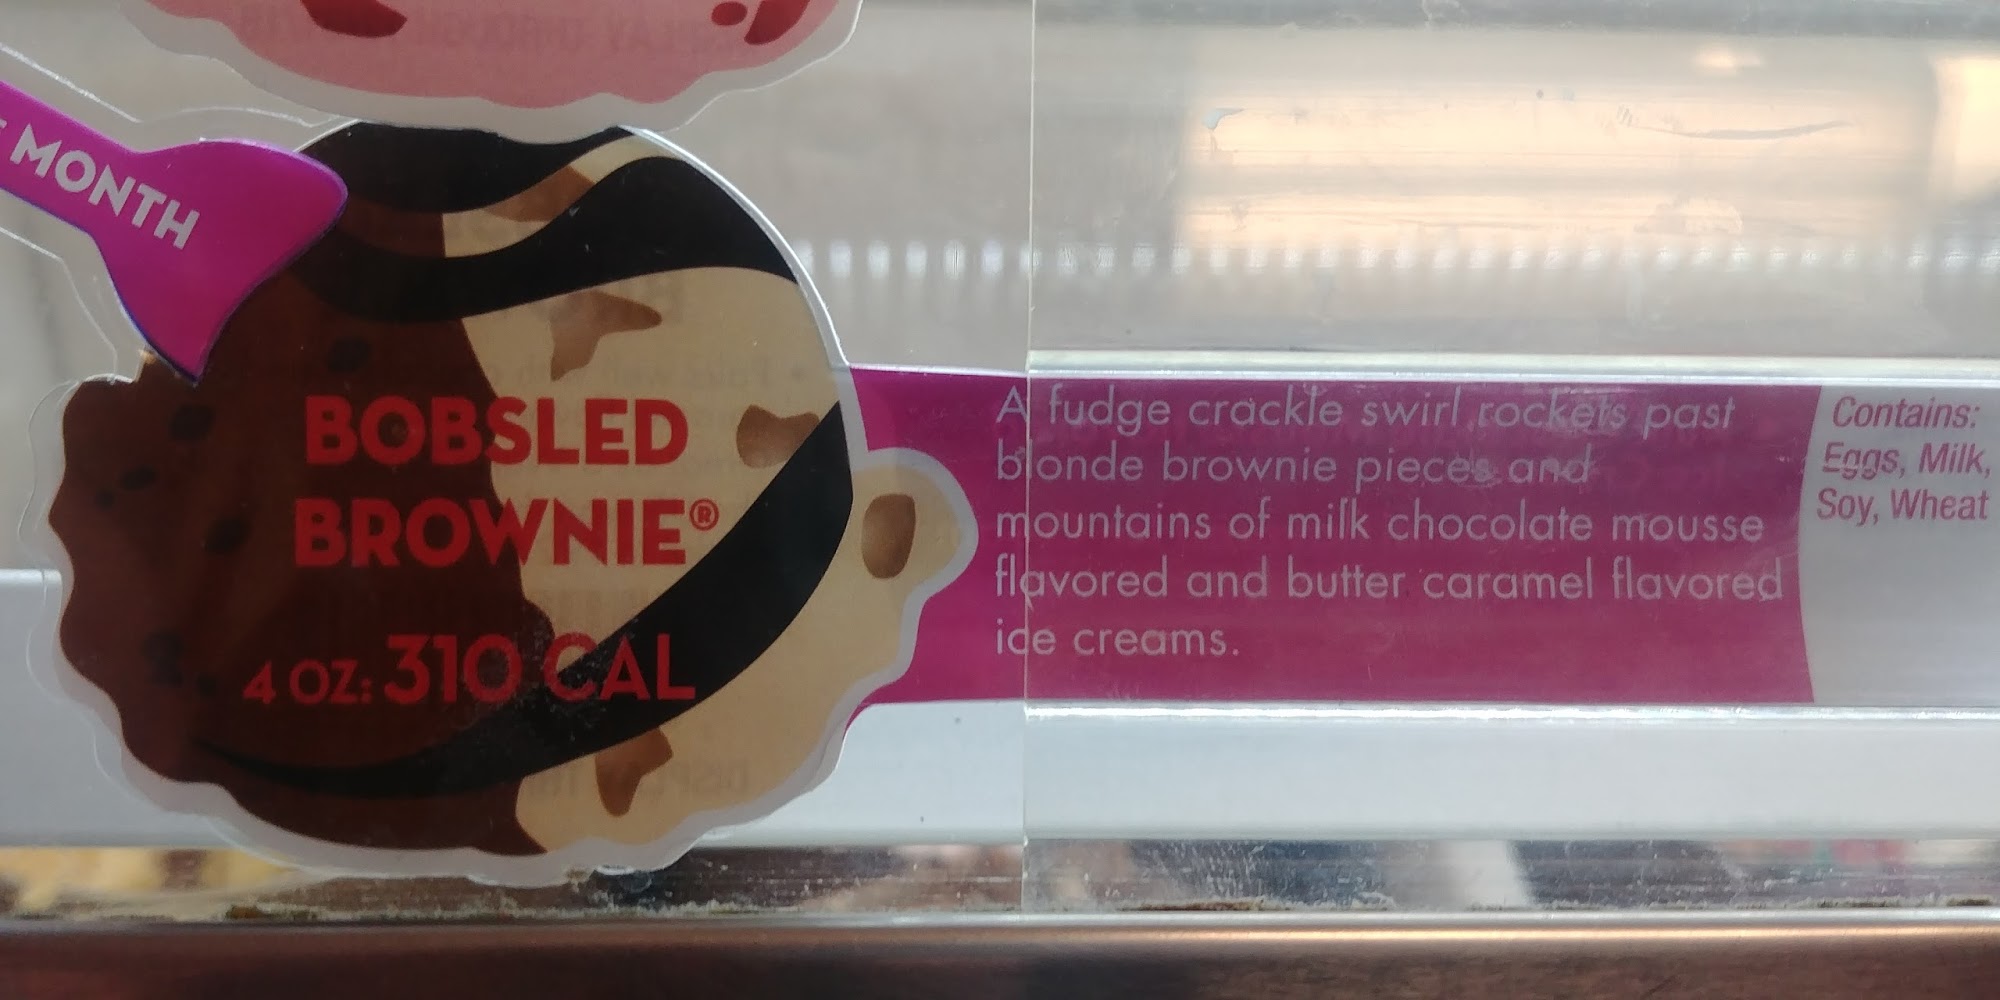 MONTH
BOBSLED
BROWNIE®
4 OZ: 310 CAL
A fudge crackle swirl rockets past
blonde brownie pieces and
mountains of milk chocolate mousse
flavored and butter caramel flavored
ice creams.
Contains:
Eggs, Milk,
Soy, Wheat